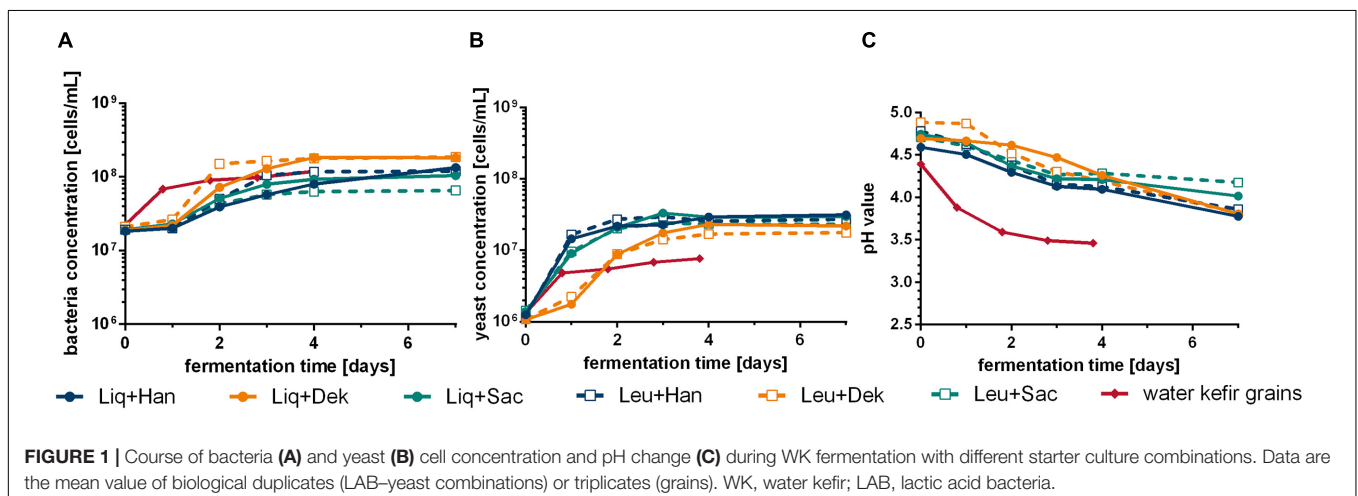 A
B
C
bacteria concentration [cells/mL]
10⁹
10⁸
10⁷
10⁶
0
2
4
6
fermentation time [days]
yeast concentration [cells/mL]
10⁹
10⁸
10⁷
10⁶
0
2
4
6
fermentation time [days]
pH value
5.0
4.5
4.0
3.5
3.0
2.5
0
2
4
6
fermentation time [days]
Liq+Han
Liq+Dek
Liq+Sac
Leu+Han
Leu+Dek
Leu+Sac
water kefir grains
FIGURE 1 | Course of bacteria (A) and yeast (B) cell concentration and pH change (C) during WK fermentation with different starter culture combinations. Data are
the mean value of biological duplicates (LAB–yeast combinations) or triplicates (grains). WK, water kefir; LAB, lactic acid bacteria.